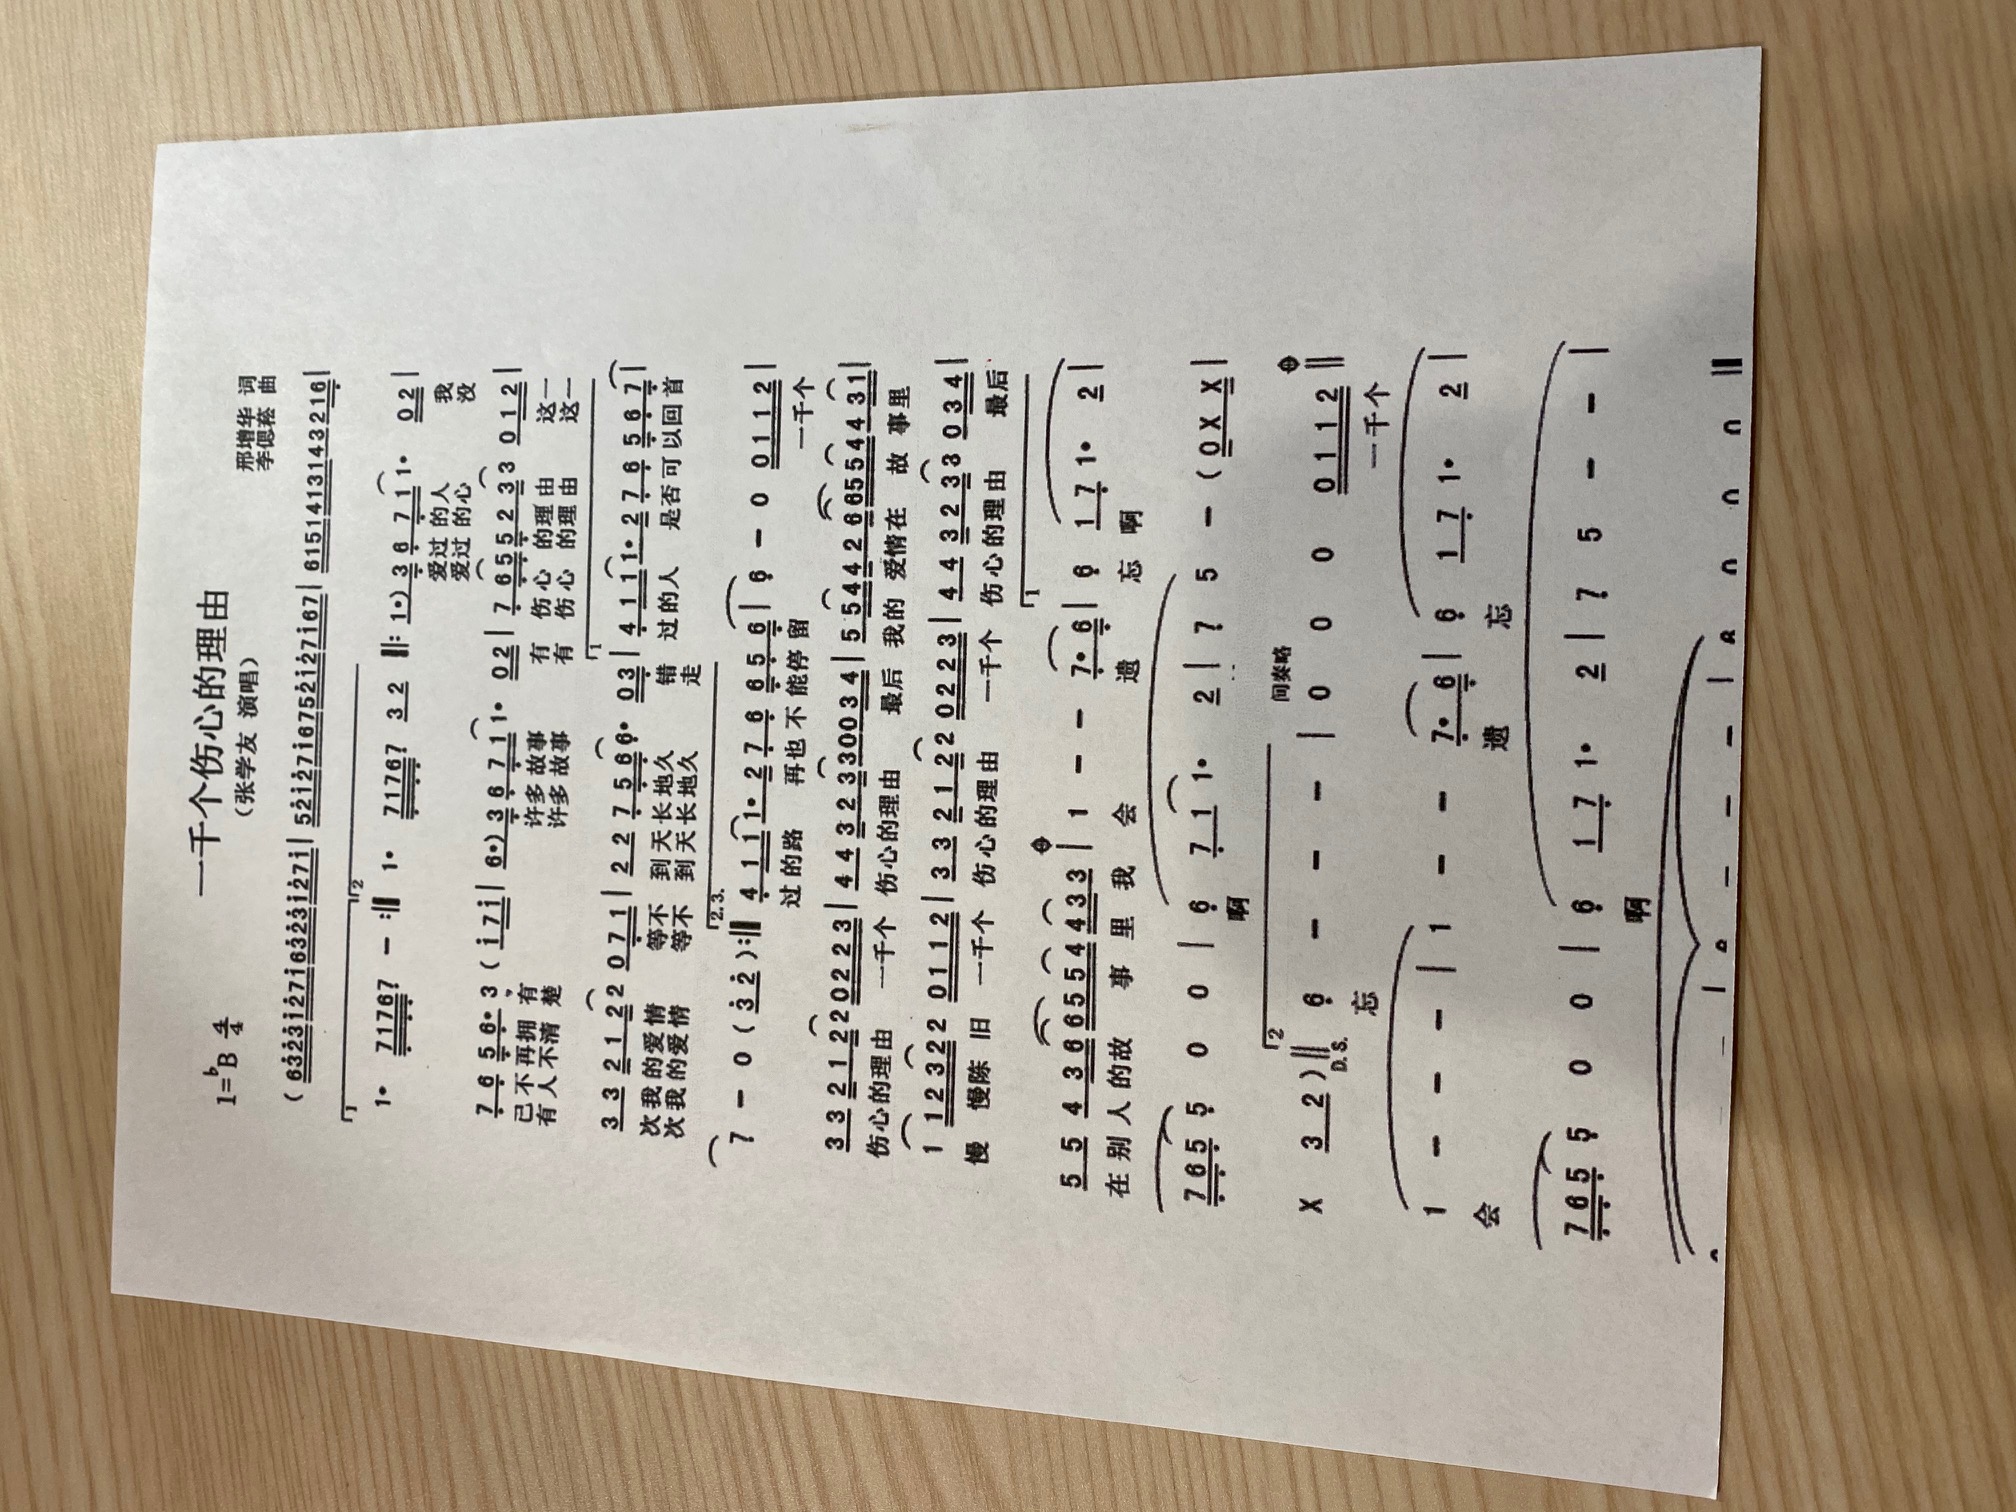 一千个伤心的理由
1=♭B 4/4
（张学友 演唱）
邢增华 词
李偲菘 曲
( 6323127163231271 | 5212716752127167 | 6151413143216 |
1 2
1• 71767 - :‖ 1• 71767 3 2 ‖: 1•) 3 6 7 1 1• 0 2 |
爱过的人 我
爱过的心 没
7 6 5 6• 3 ( 1 7 1 | 6•) 3 6 7 1 1• 0 2 | 7 6 5 5 2 3 3 0 1 2 |
已不再拥有 许多故事 有 伤心的理由 这一
有人不清楚 许多故事 有 伤心的理由 这一
1
3 3 2 1 2 2 0 7 1 | 2 2 7 5 6 6• 0 3 | 4 1 1 1• 2 7 6 5 6 7 |
次我的爱情 等不 到天长地久 错 过的人 是否可以回首
次我的爱情 等不 到天长地久 走
2.3.
7 - 0 ( 3 2 ) :‖ 4 1 1 1• 2 7 6 6 5 6 | 6 - 0 0 1 1 2 |
过的路 再也不能停留 一千个
3 3 2 1 2 2 0 2 2 3 | 4 4 3 2 3 3 0 0 3 4 | 5 5 4 4 2 6 6 5 5 4 4 3 1 |
伤心的理由 一千个 伤心的理由 最后 我的 爱情在 故 事里
1 1 2 3 2 2 0 1 1 2 | 3 3 2 1 2 2 0 2 2 3 | 4 4 3 2 3 3 0 3 4 |
慢 慢陈 旧 一千个 伤心的理由 一千个 伤心的理由 最后
1
5 5 4 3 6 6 5 5 4 4 3 3 | 1 - - 7• 6 | 6 1 7 1• 2 |
在别人的故 事 里 我 会 遗 忘 啊
7 6 5 5 0 0 | 6 7 1 1• 2 | 7 5 - ( 0 X X |
啊
2 间奏略
X 3 2 ) ‖ 6 - - - | 0 0 0 0 1 1 2 ‖
D.S.
忘 一千个
1 - - - | 1 - - 7• 6 | 6 1 7 1• 2 |
会 遗 忘
7 6 5 5 0 0 | 6 1 7 1• 2 | 7 5 - - |
啊